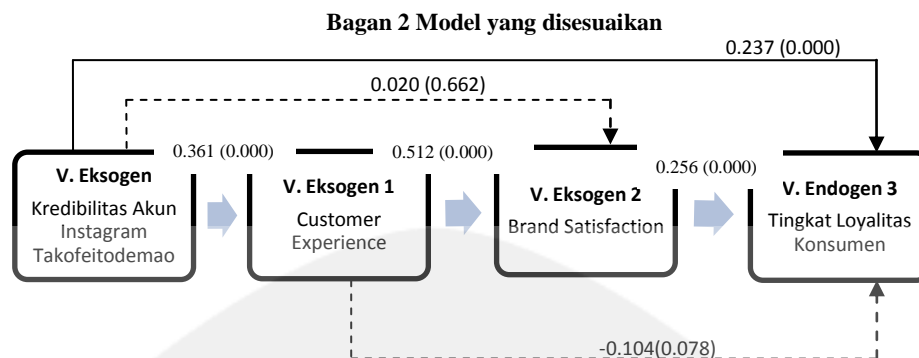 Bagan 2 Model yang disesuaikan
0.237 (0.000)
0.020 (0.662)
0.361 (0.000)
0.512 (0.000)
0.256 (0.000)
V. Eksogen
Kredibilitas Akun
Instagram
Takofeitodemao
V. Eksogen 1
Customer
Experience
V. Eksogen 2
Brand Satisfaction
V. Endogen 3
Tingkat Loyalitas
Konsumen
-0.104(0.078)